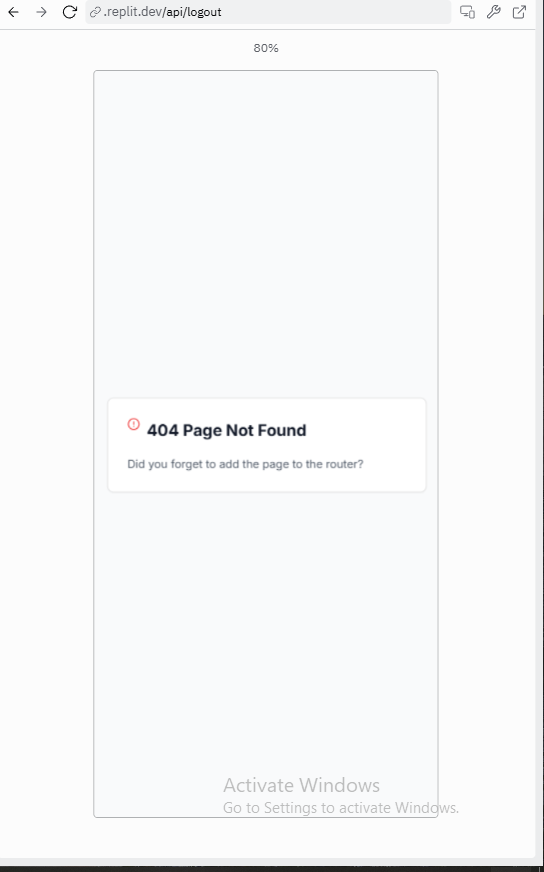 .replit.dev/api/logout
80%
404 Page Not Found
Did you forget to add the page to the router?
Activate Windows
Go to Settings to activate Windows.